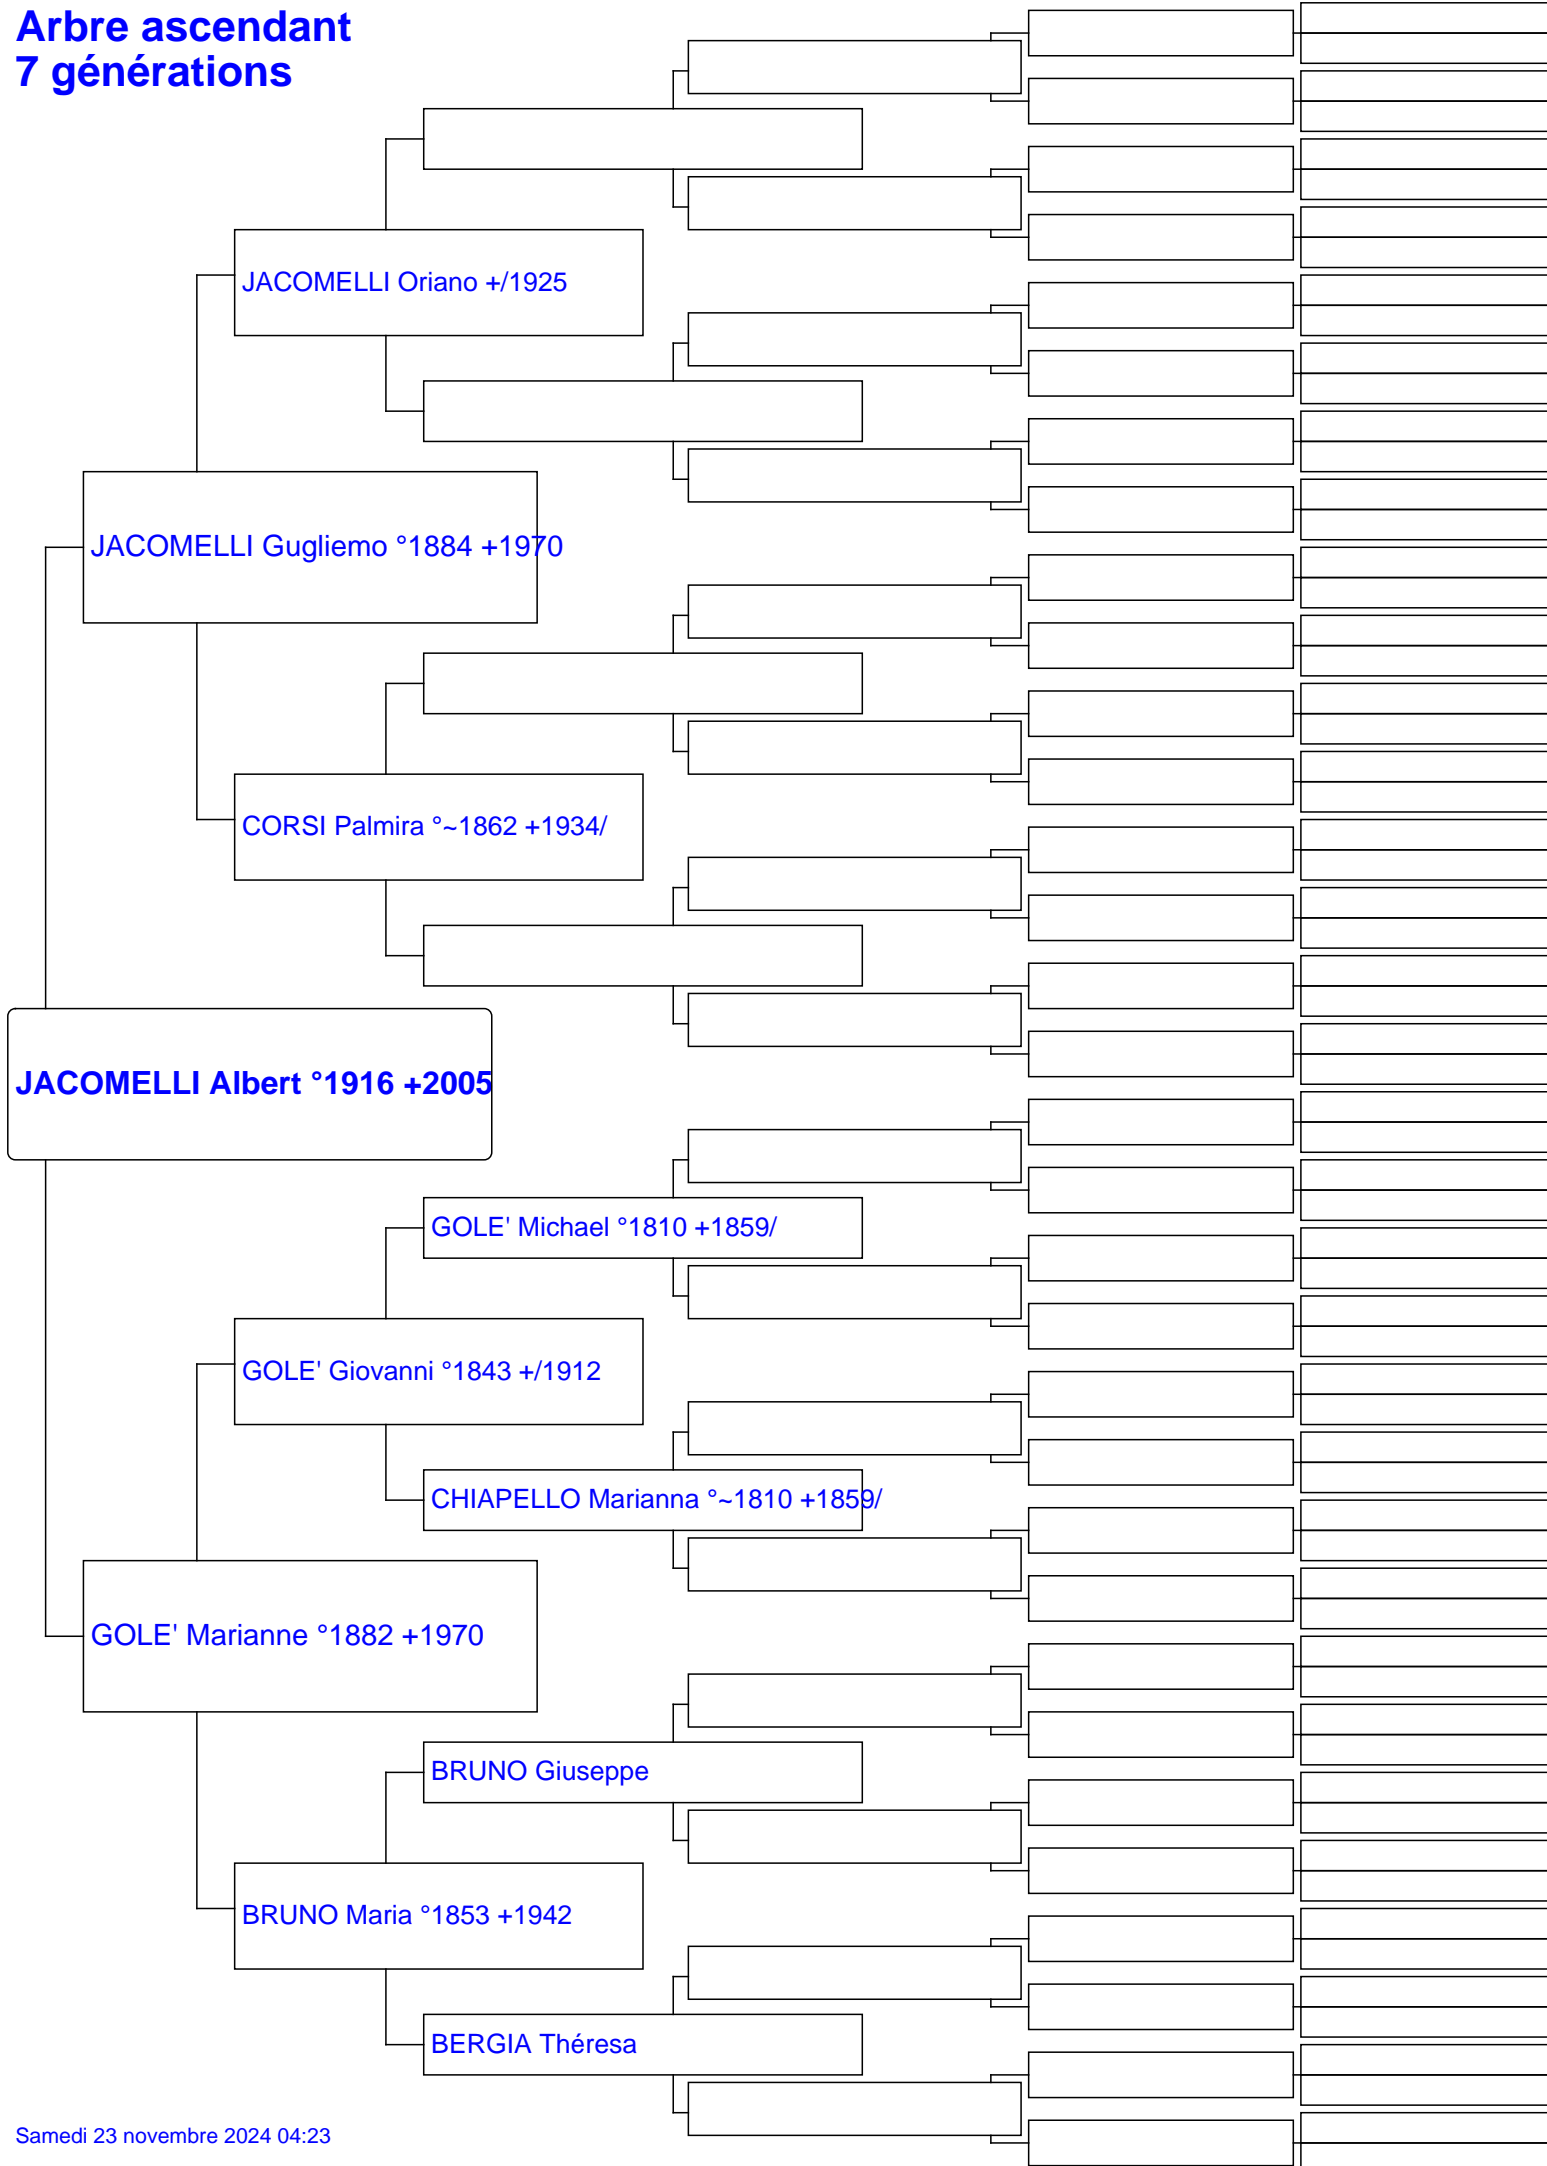 Arbre ascendant
7 générations
JACOMELLI Oriano +/1925
JACOMELLI Gugliemo °1884 +1970
CORSI Palmira °~1862 +1934/
JACOMELLI Albert °1916 +2005
GOLE' Michael °1810 +1859/
GOLE' Giovanni °1843 +/1912
CHIAPELLO Marianna °~1810 +1859/
GOLE' Marianne °1882 +1970
BRUNO Giuseppe
BRUNO Maria °1853 +1942
BERGIA Théresa
Samedi 23 novembre 2024 04:23